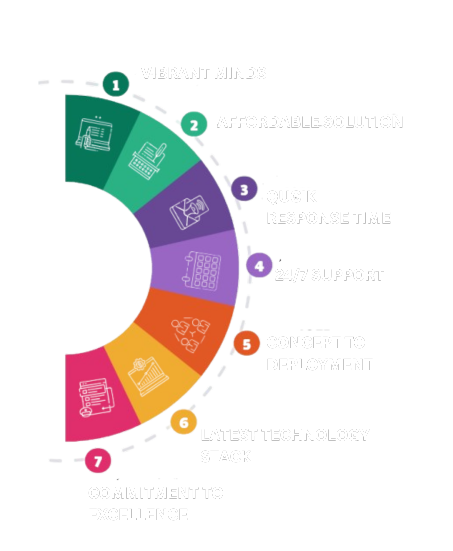 1
VIBRANT MINDS
2
AFFORDABLE SOLUTION
3
QUICK
RESPONSE TIME
4
24/7 SUPPORT
5
CONCEPT TO
DEPLOYMENT
6
LATEST TECHNOLOGY
STACK
7
COMMITMENT TO
EXCELLENCE